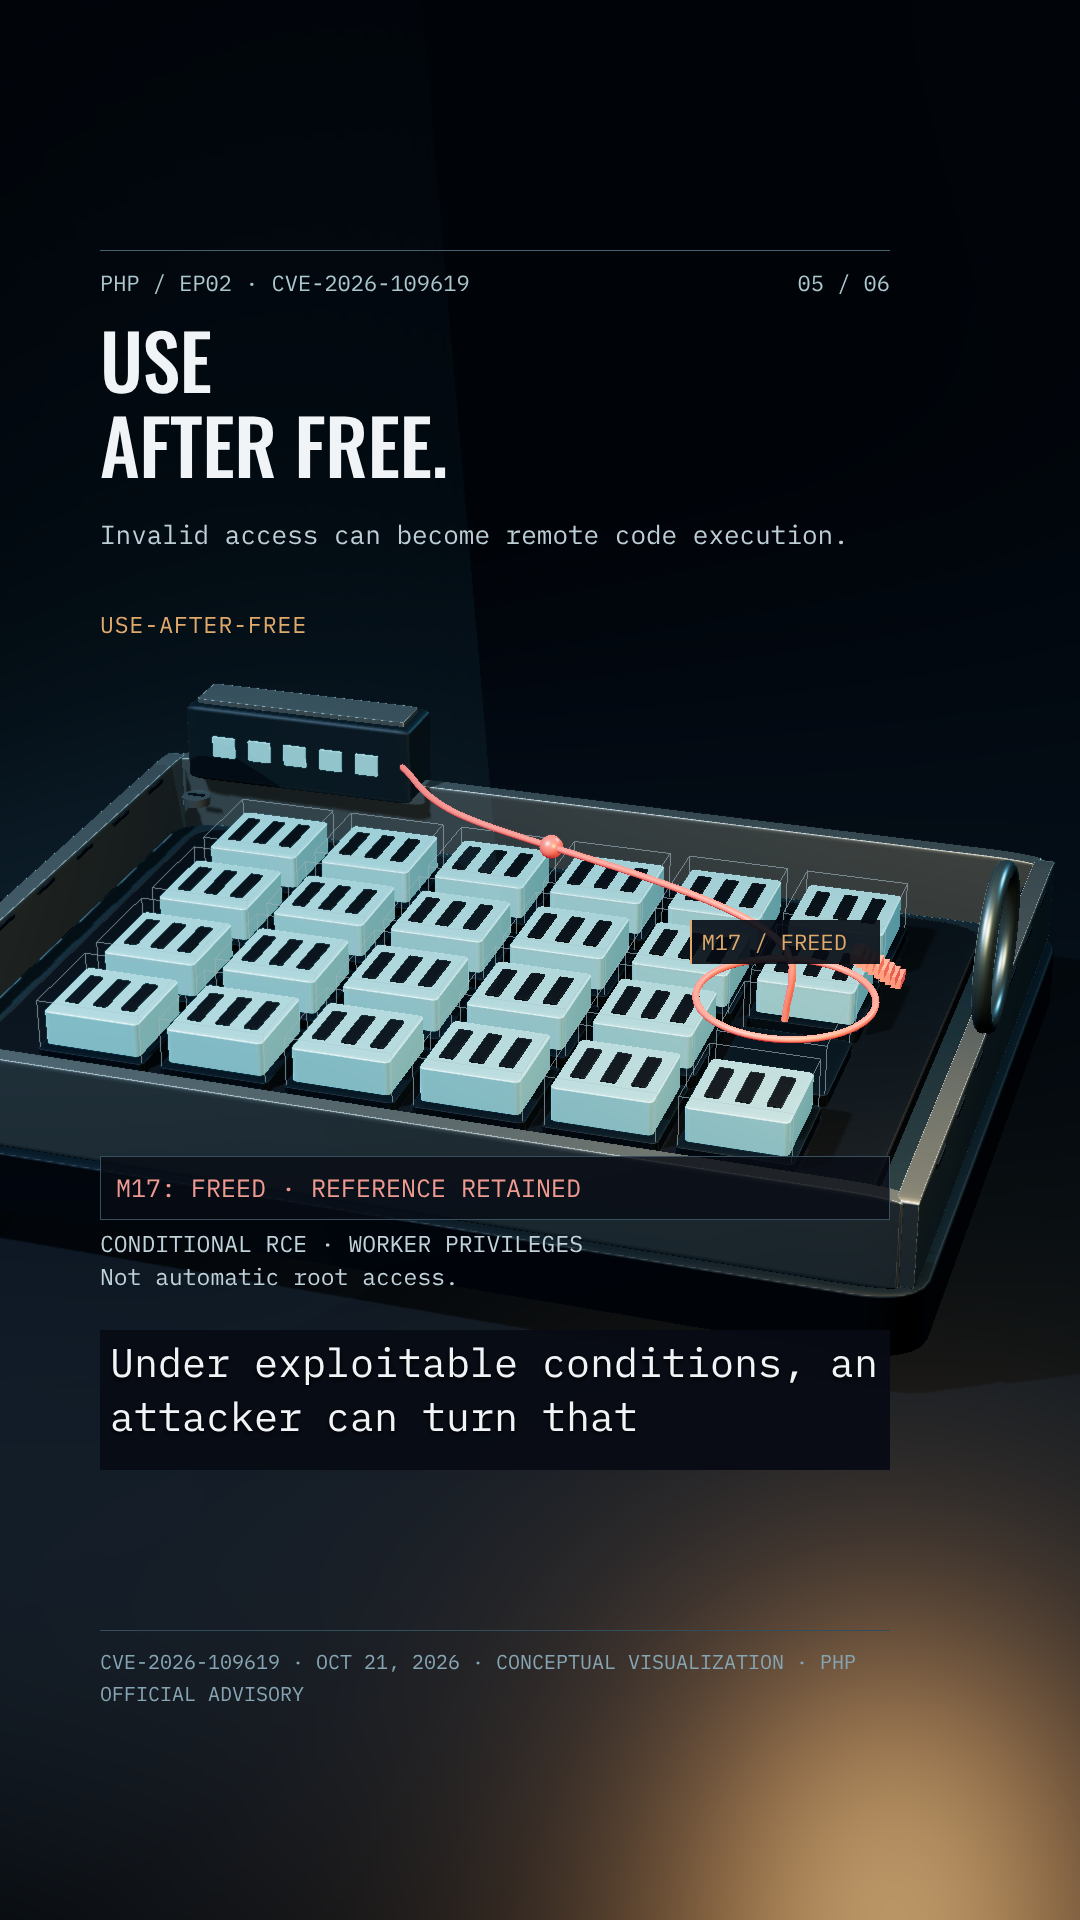 PHP / EP02 · CVE-2026-109619
05 / 06
USE
AFTER FREE.
Invalid access can become remote code execution.
USE-AFTER-FREE
M17 / FREED
M17: FREED · REFERENCE RETAINED
CONDITIONAL RCE · WORKER PRIVILEGES
Not automatic root access.
Under exploitable conditions, an
attacker can turn that
CVE-2026-109619 · OCT 21, 2026 · CONCEPTUAL VISUALIZATION · PHP
OFFICIAL ADVISORY